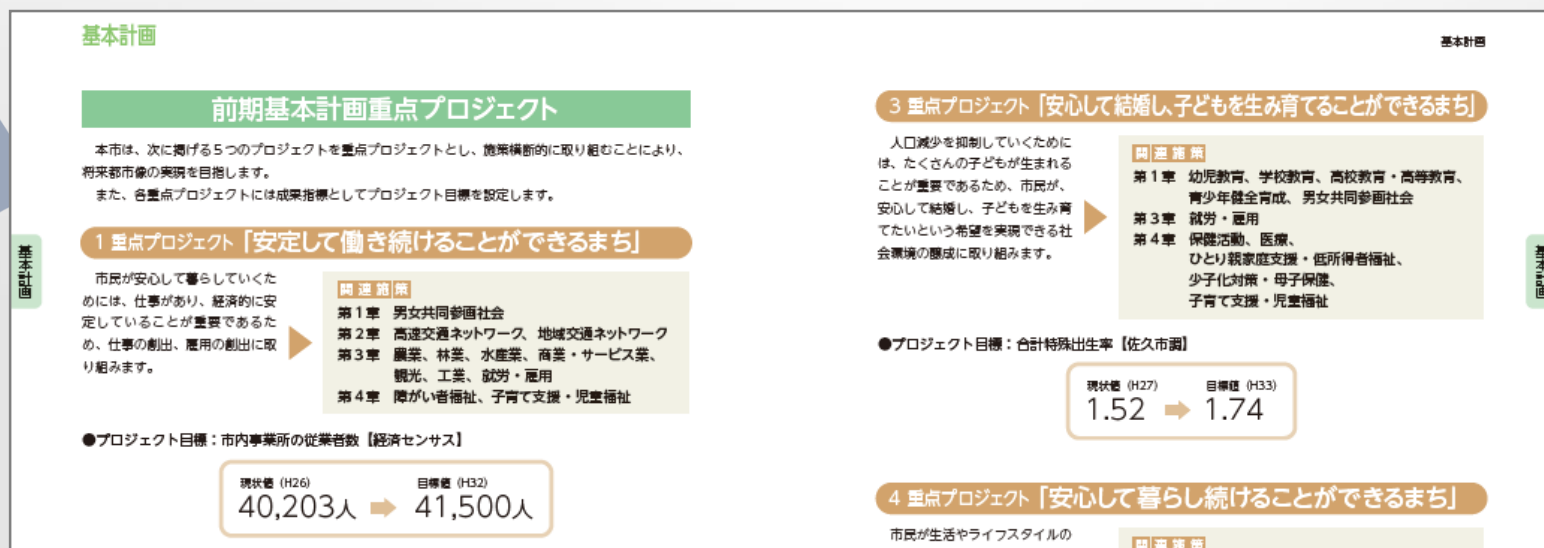 基本計画
前期基本計画重点プロジェクト
本市は、次に掲げる5つのプロジェクトを重点プロジェクトとし、施策横断的に取り組むことにより、
将来都市像の実現を目指します。
また、各重点プロジェクトには成果指標としてプロジェクト目標を設定します。
1 重点プロジェクト「安定して働き続けることができるまち」
市民が安心して暮らしていくた
めには、仕事があり、経済的に安
定していることが重要であるた
め、仕事の創出、雇用の創出に取
り組みます。
関連施策
第1章 男女共同参画社会
第2章 高速交通ネットワーク、地域交通ネットワーク
第3章 農業、林業、水産業、商業・サービス業、
観光、工業、就労・雇用
第4章 障がい者福祉、子育て支援・児童福祉
●プロジェクト目標：市内事業所の従業者数【経済センサス】
現状値（H26） 目標値（H32）
40,203人 41,500人
基本計画
基本計画
3 重点プロジェクト「安心して結婚し、子どもを生み育てることができるまち」
人口減少を抑制していくために
は、たくさんの子どもが生まれる
ことが重要であるため、市民が、
安心して結婚し、子どもを生み育
てたいという希望を実現できる社
会環境の醸成に取り組みます。
関連施策
第1章 幼児教育、学校教育、高校教育・高等教育、
青少年健全育成、男女共同参画社会
第3章 就労・雇用
第4章 保健活動、医療、
ひとり親家庭支援・低所得者福祉、
少子化対策・母子保健、
子育て支援・児童福祉
●プロジェクト目標：合計特殊出生率【佐久市調】
現状値（H27） 目標値（H33）
1.52 1.74
4 重点プロジェクト「安心して暮らし続けることができるまち」
市民が生活やライフスタイルの
関連施策
基本計画